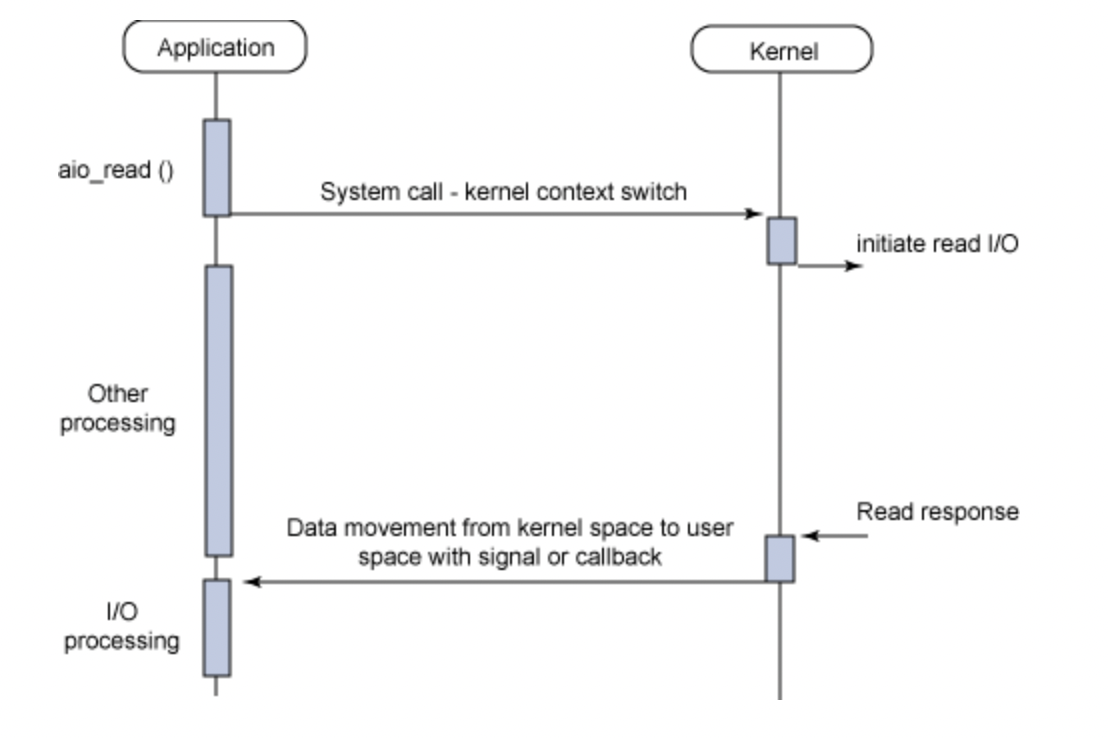 Application
Kernel
aio_read ()
System call - kernel context switch
initiate read I/O
Other
processing
Read response
Data movement from kernel space to user
space with signal or callback
I/O
processing